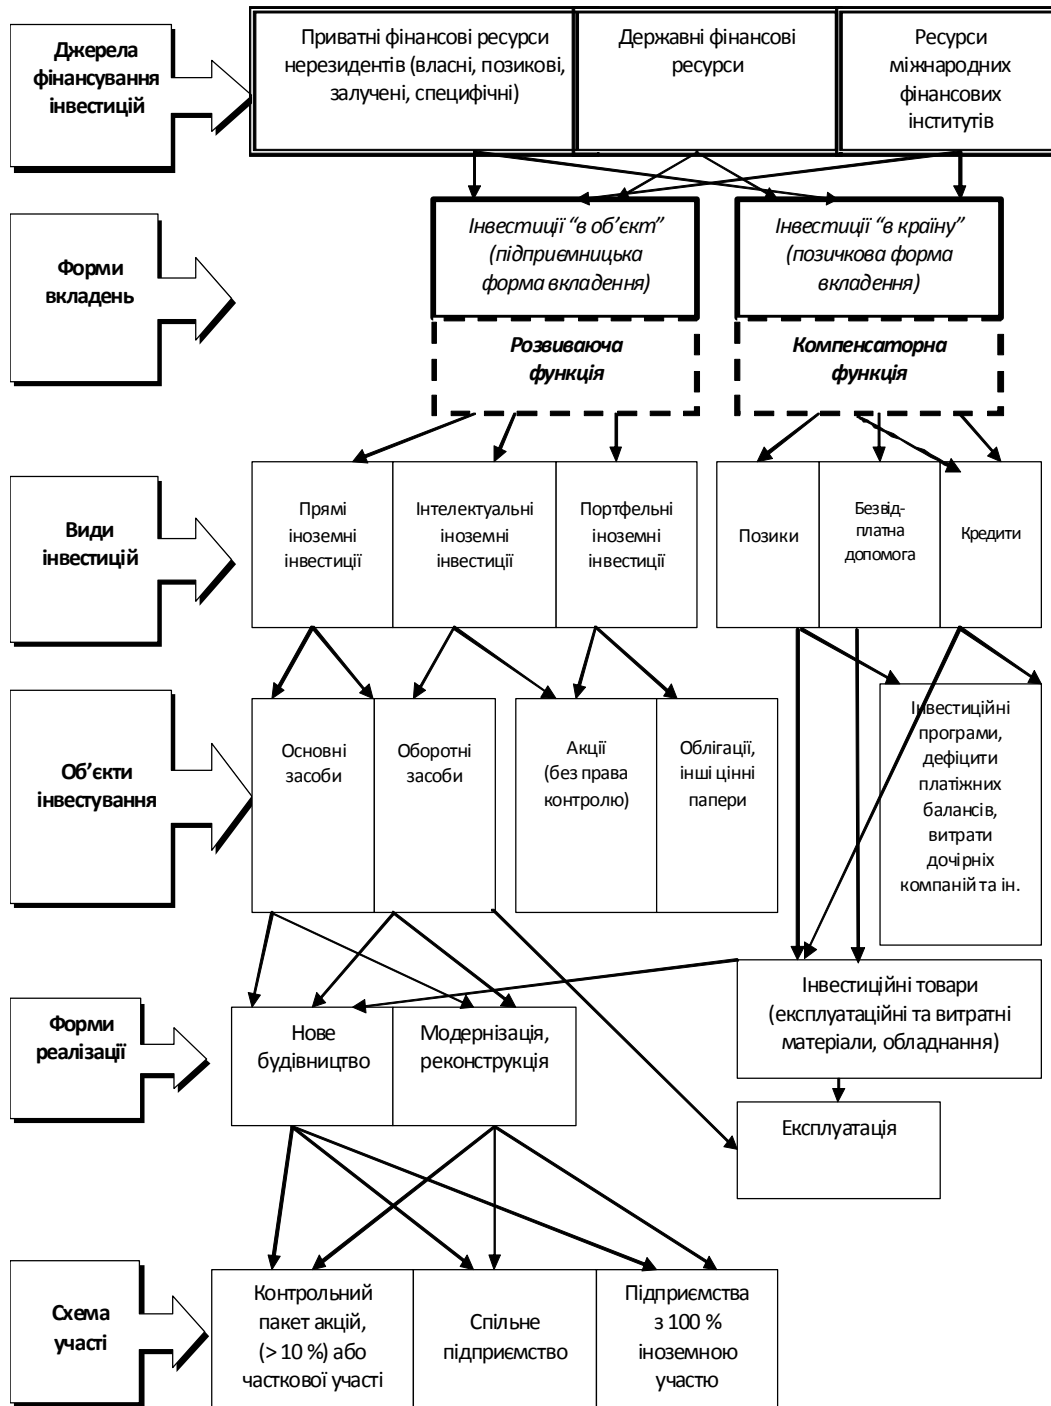 Джерела
фінансування
інвестицій
Приватні фінансові ресурси
нерезидентів (власні, позикові,
залучені, специфічні)
Державні фінансові
ресурси
Ресурси
міжнародних
фінансових
інститутів
Форми
вкладень
Інвестиції “в об’єкт”
(підприємницька
форма вкладення)
Інвестиції “в країну”
(позичкова форма
вкладення)
Розвиваюча
функція
Компенсаторна
функція
Види
інвестицій
Прямі
іноземні
інвестиції
Інтелектуальні
іноземні
інвестиції
Портфельні
іноземні
інвестиції
Позики
Безвід-
платна
допомога
Кредити
Об’єкти
інвестування
Основні
засоби
Оборотні
засоби
Акції
(без права
контролю)
Облігації,
інші цінні
папери
Інвестиційні
програми,
дефіцити
платіжних
балансів,
витрати
дочірніх
компаній та ін.
Форми
реалізації
Нове
будівництво
Модернізація,
реконструкція
Інвестиційні товари
(експлуатаційні та витратні
матеріали, обладнання)
Експлуатація
Схема
участі
Контрольний
пакет акцій,
(> 10 %) або
часткової участі
Спільне
підприємство
Підприємства
з 100 %
іноземною
участю